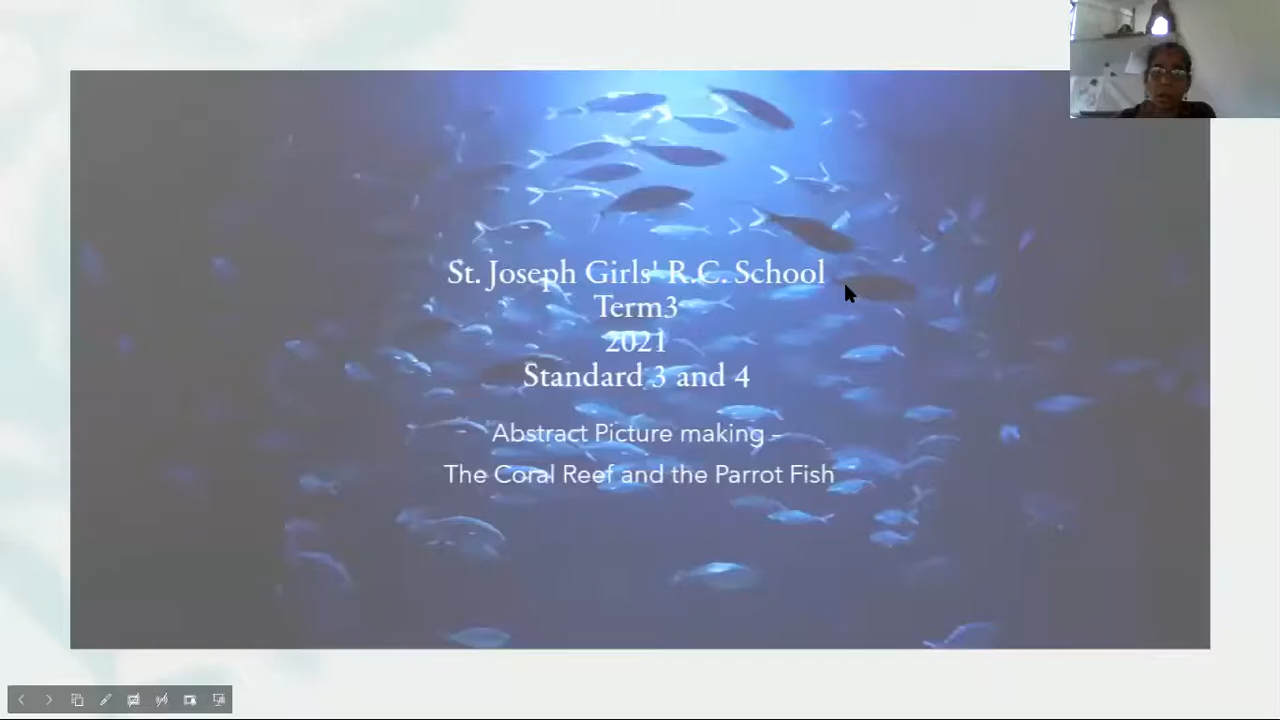 St. Joseph Girls' R.C. School
Term3
2021
Standard 3 and 4
Abstract Picture making –
The Coral Reef and the Parrot Fish